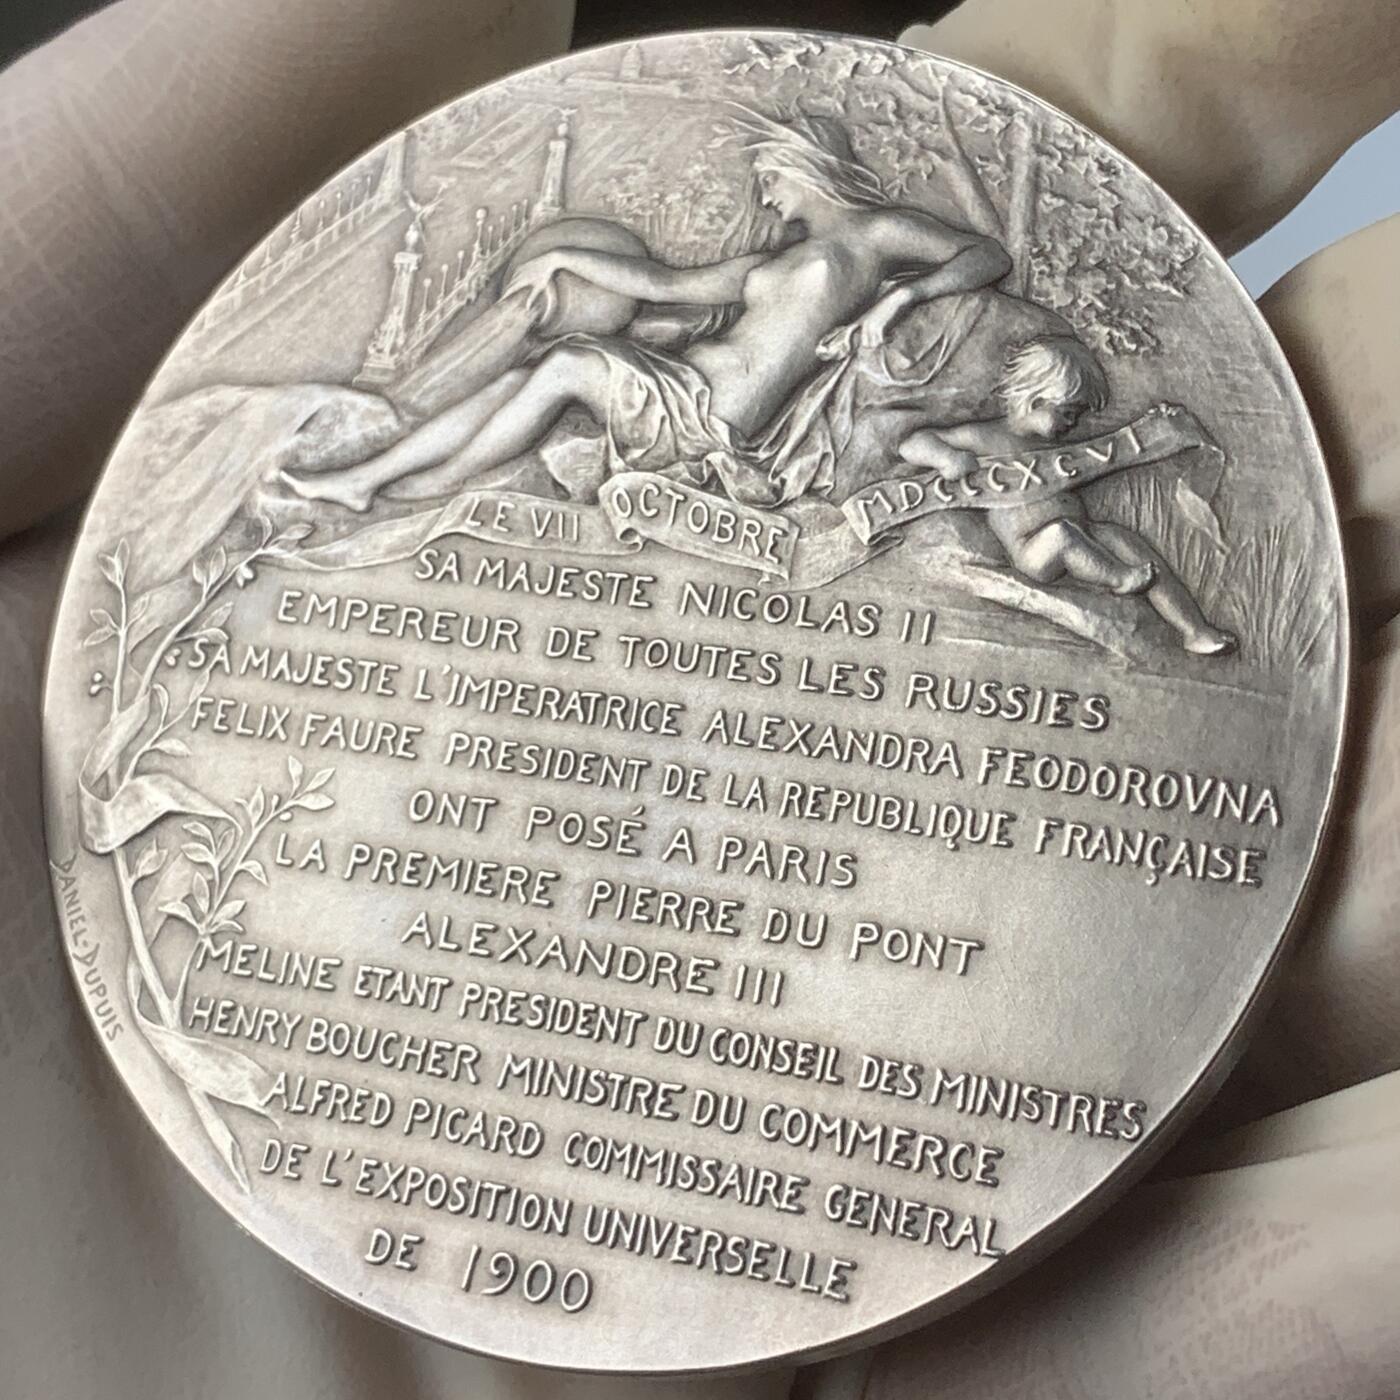 LE VII OCTOBRE MDCCCXCVI
SA MAJESTE NICOLAS II
EMPEREUR DE TOUTES LES RUSSIES
SA MAJESTE L'IMPERATRICE ALEXANDRA FEODOROVNA
FELIX FAURE PRESIDENT DE LA REPUBLIQUE FRANÇAISE
ONT POSÉ A PARIS
LA PREMIERE PIERRE DU PONT
ALEXANDRE III
MELINE ETANT PRESIDENT DU CONSEIL DES MINISTRES
HENRY BOUCHER MINISTRE DU COMMERCE
ALFRED PICARD COMMISSAIRE GENERAL
DE L'EXPOSITION UNIVERSELLE
DE 1900
DANIEL·DUPUIS